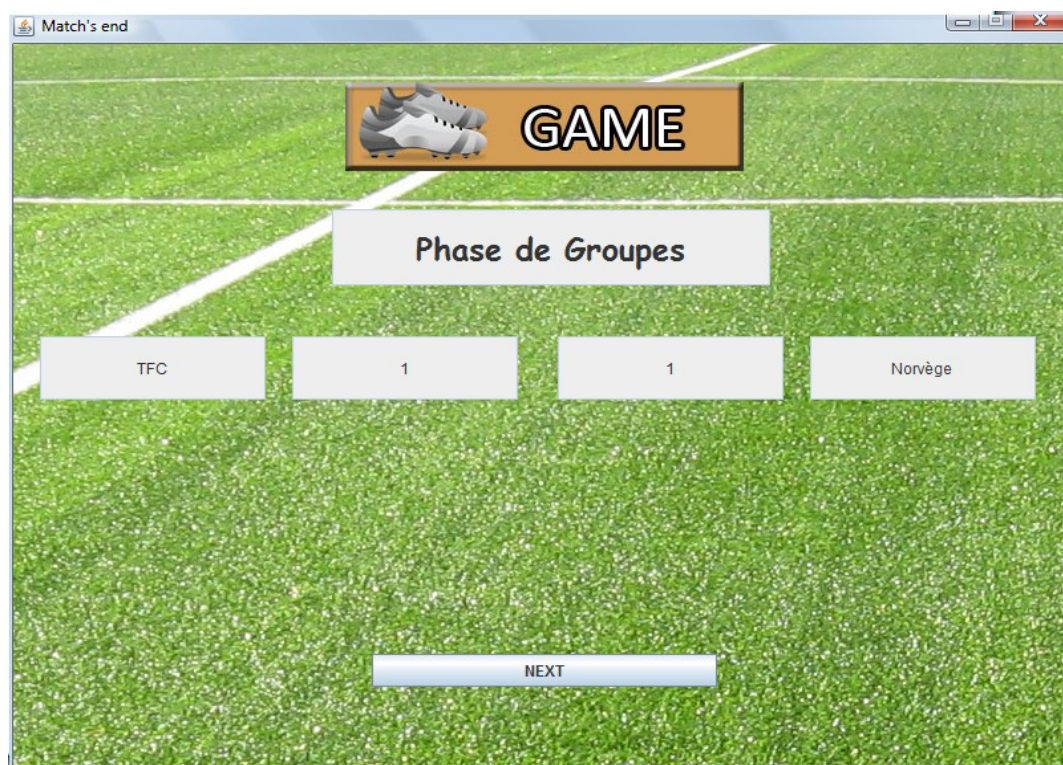 Match's end
GAME
Phase de Groupes
TFC 1 1 Norvège
NEXT